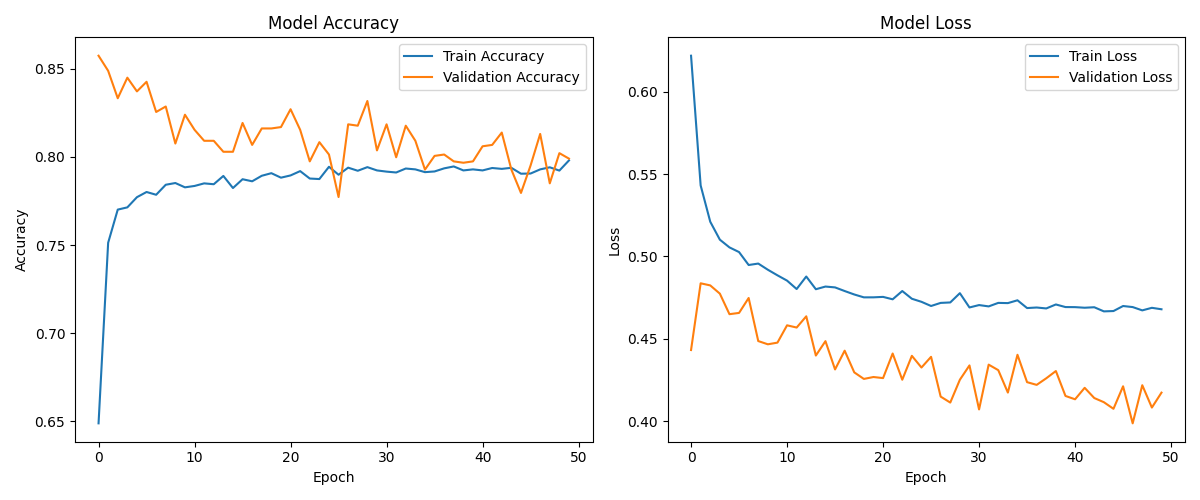 Model Accuracy
Train Accuracy
Validation Accuracy
0.85
0.80
0.75
0.70
0.65
Accuracy
0 10 20 30 40 50
Epoch
Model Loss
Train Loss
Validation Loss
0.60
0.55
0.50
0.45
0.40
Loss
0 10 20 30 40 50
Epoch